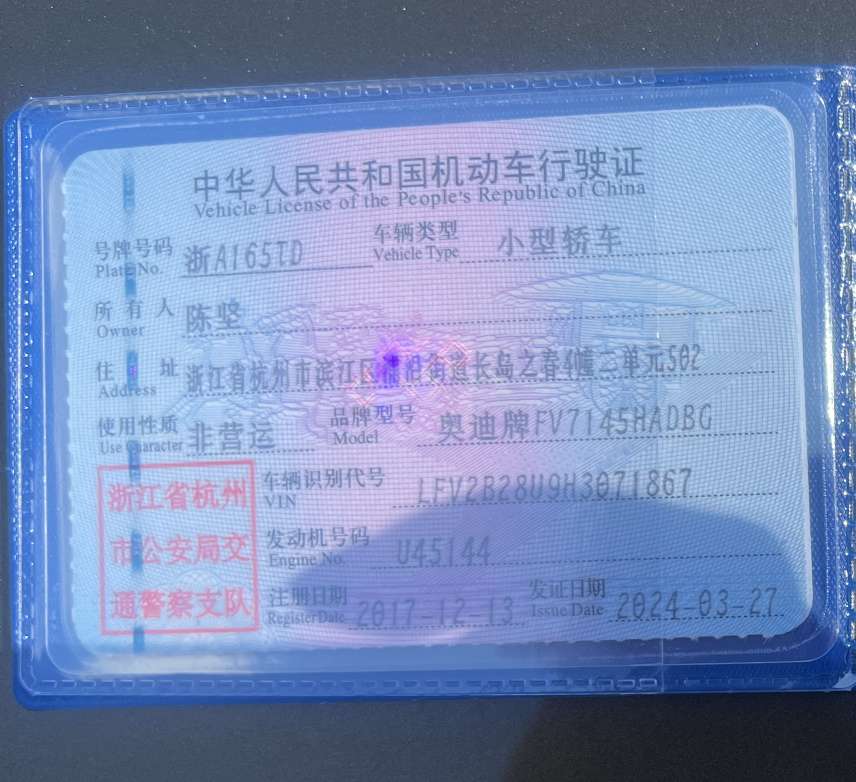 中华人民共和国机动车行驶证
Vehicle License of the People's Republic of China
号牌号码 浙A165TD 车辆类型 小型轿车
Plate No. Vehicle Type
所有人 陈坚
Owner
住址 浙江省杭州市滨江区 街道长岛之春4幢二单元502
Address
使用性质 非营运 品牌型号 奥迪牌FV7145HADBG
Use Character Model
浙江省杭州 车辆识别代号 LFV2B28U9H3071867
VIN
市公安局交 发动机号码 U45144
Engine No.
通警察支队 注册日期 2017-12-13 发证日期 2024-03-27
Register Date Issue Date